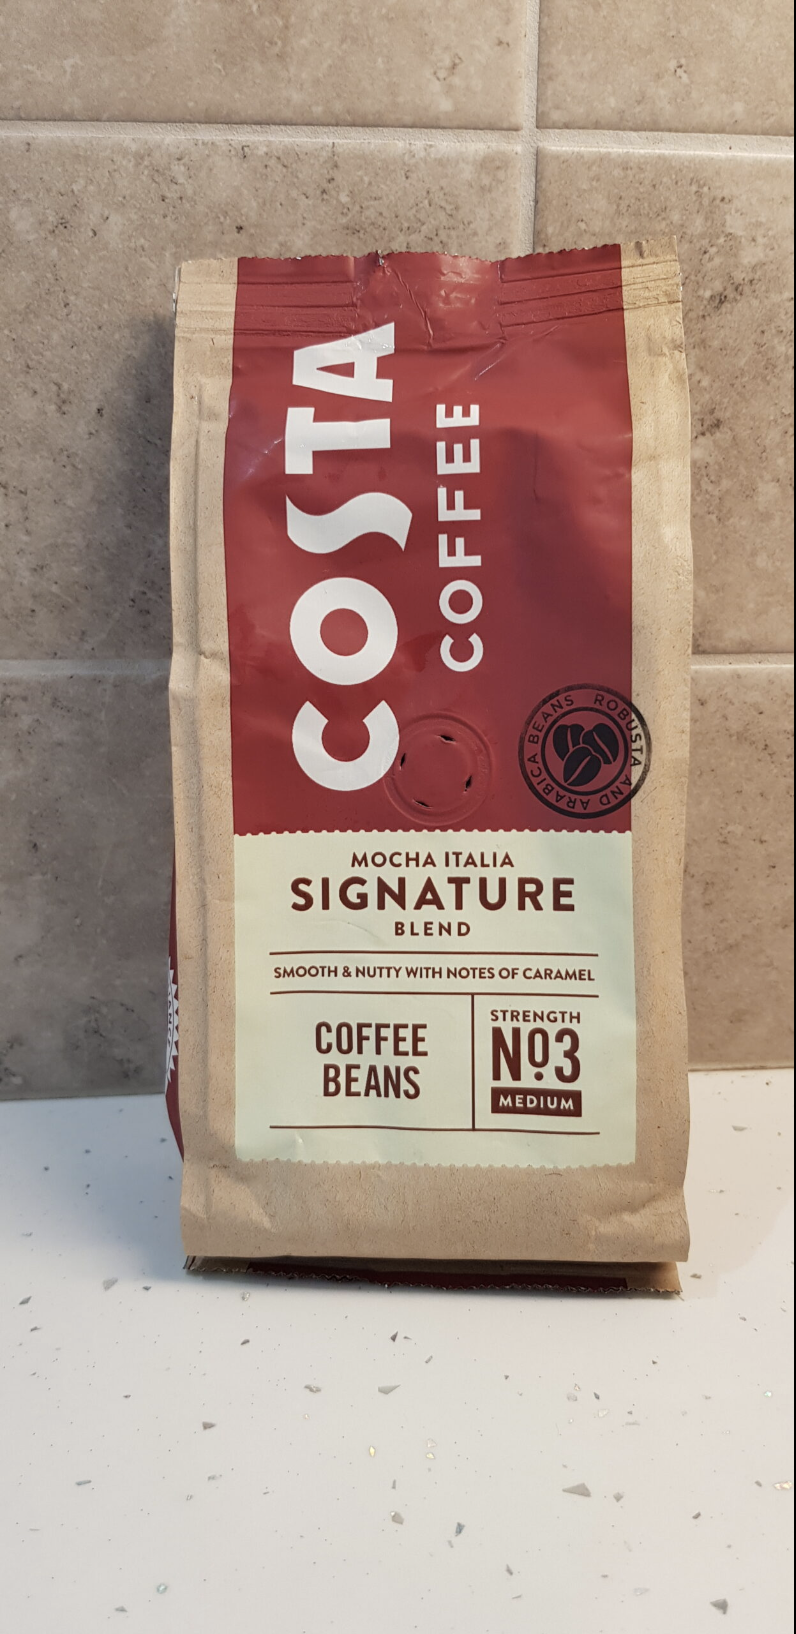 COSTA
COFFEE
ROBUSTA AND ARABICA BEANS
MOCHA ITALIA
SIGNATURE
BLEND
SMOOTH & NUTTY WITH NOTES OF CARAMEL
COFFEE
BEANS
STRENGTH
Nº3
MEDIUM